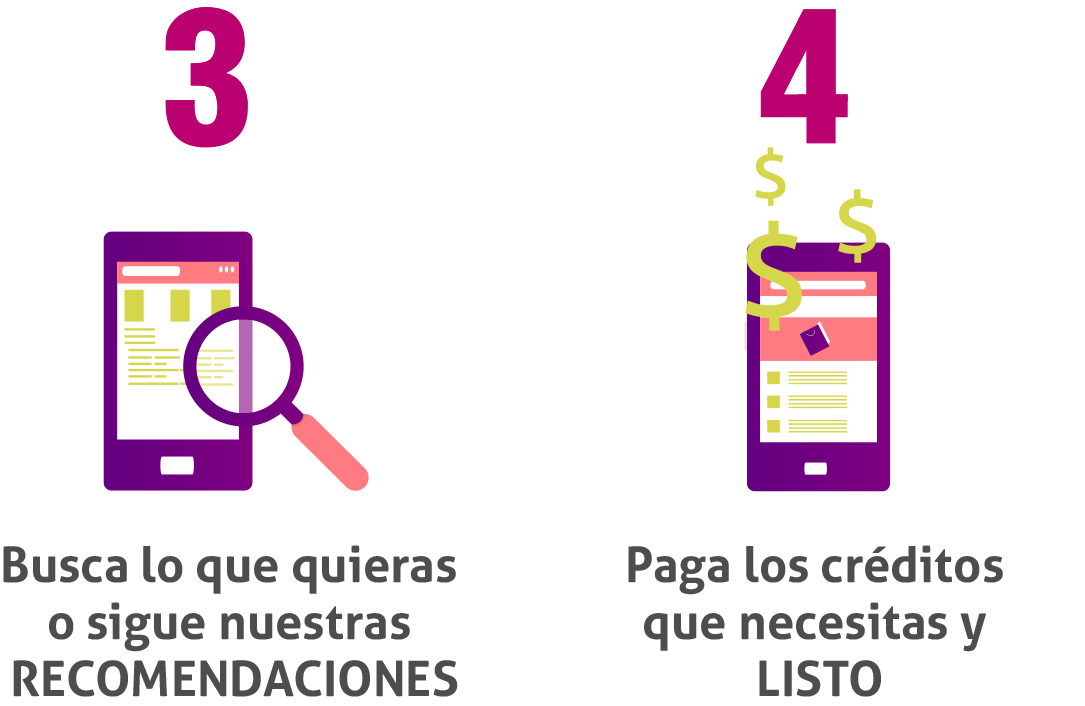 3
Busca lo que quieras
o sigue nuestras
RECOMENDACIONES
4
$
$
$
Paga los créditos
que necesitas y
LISTO